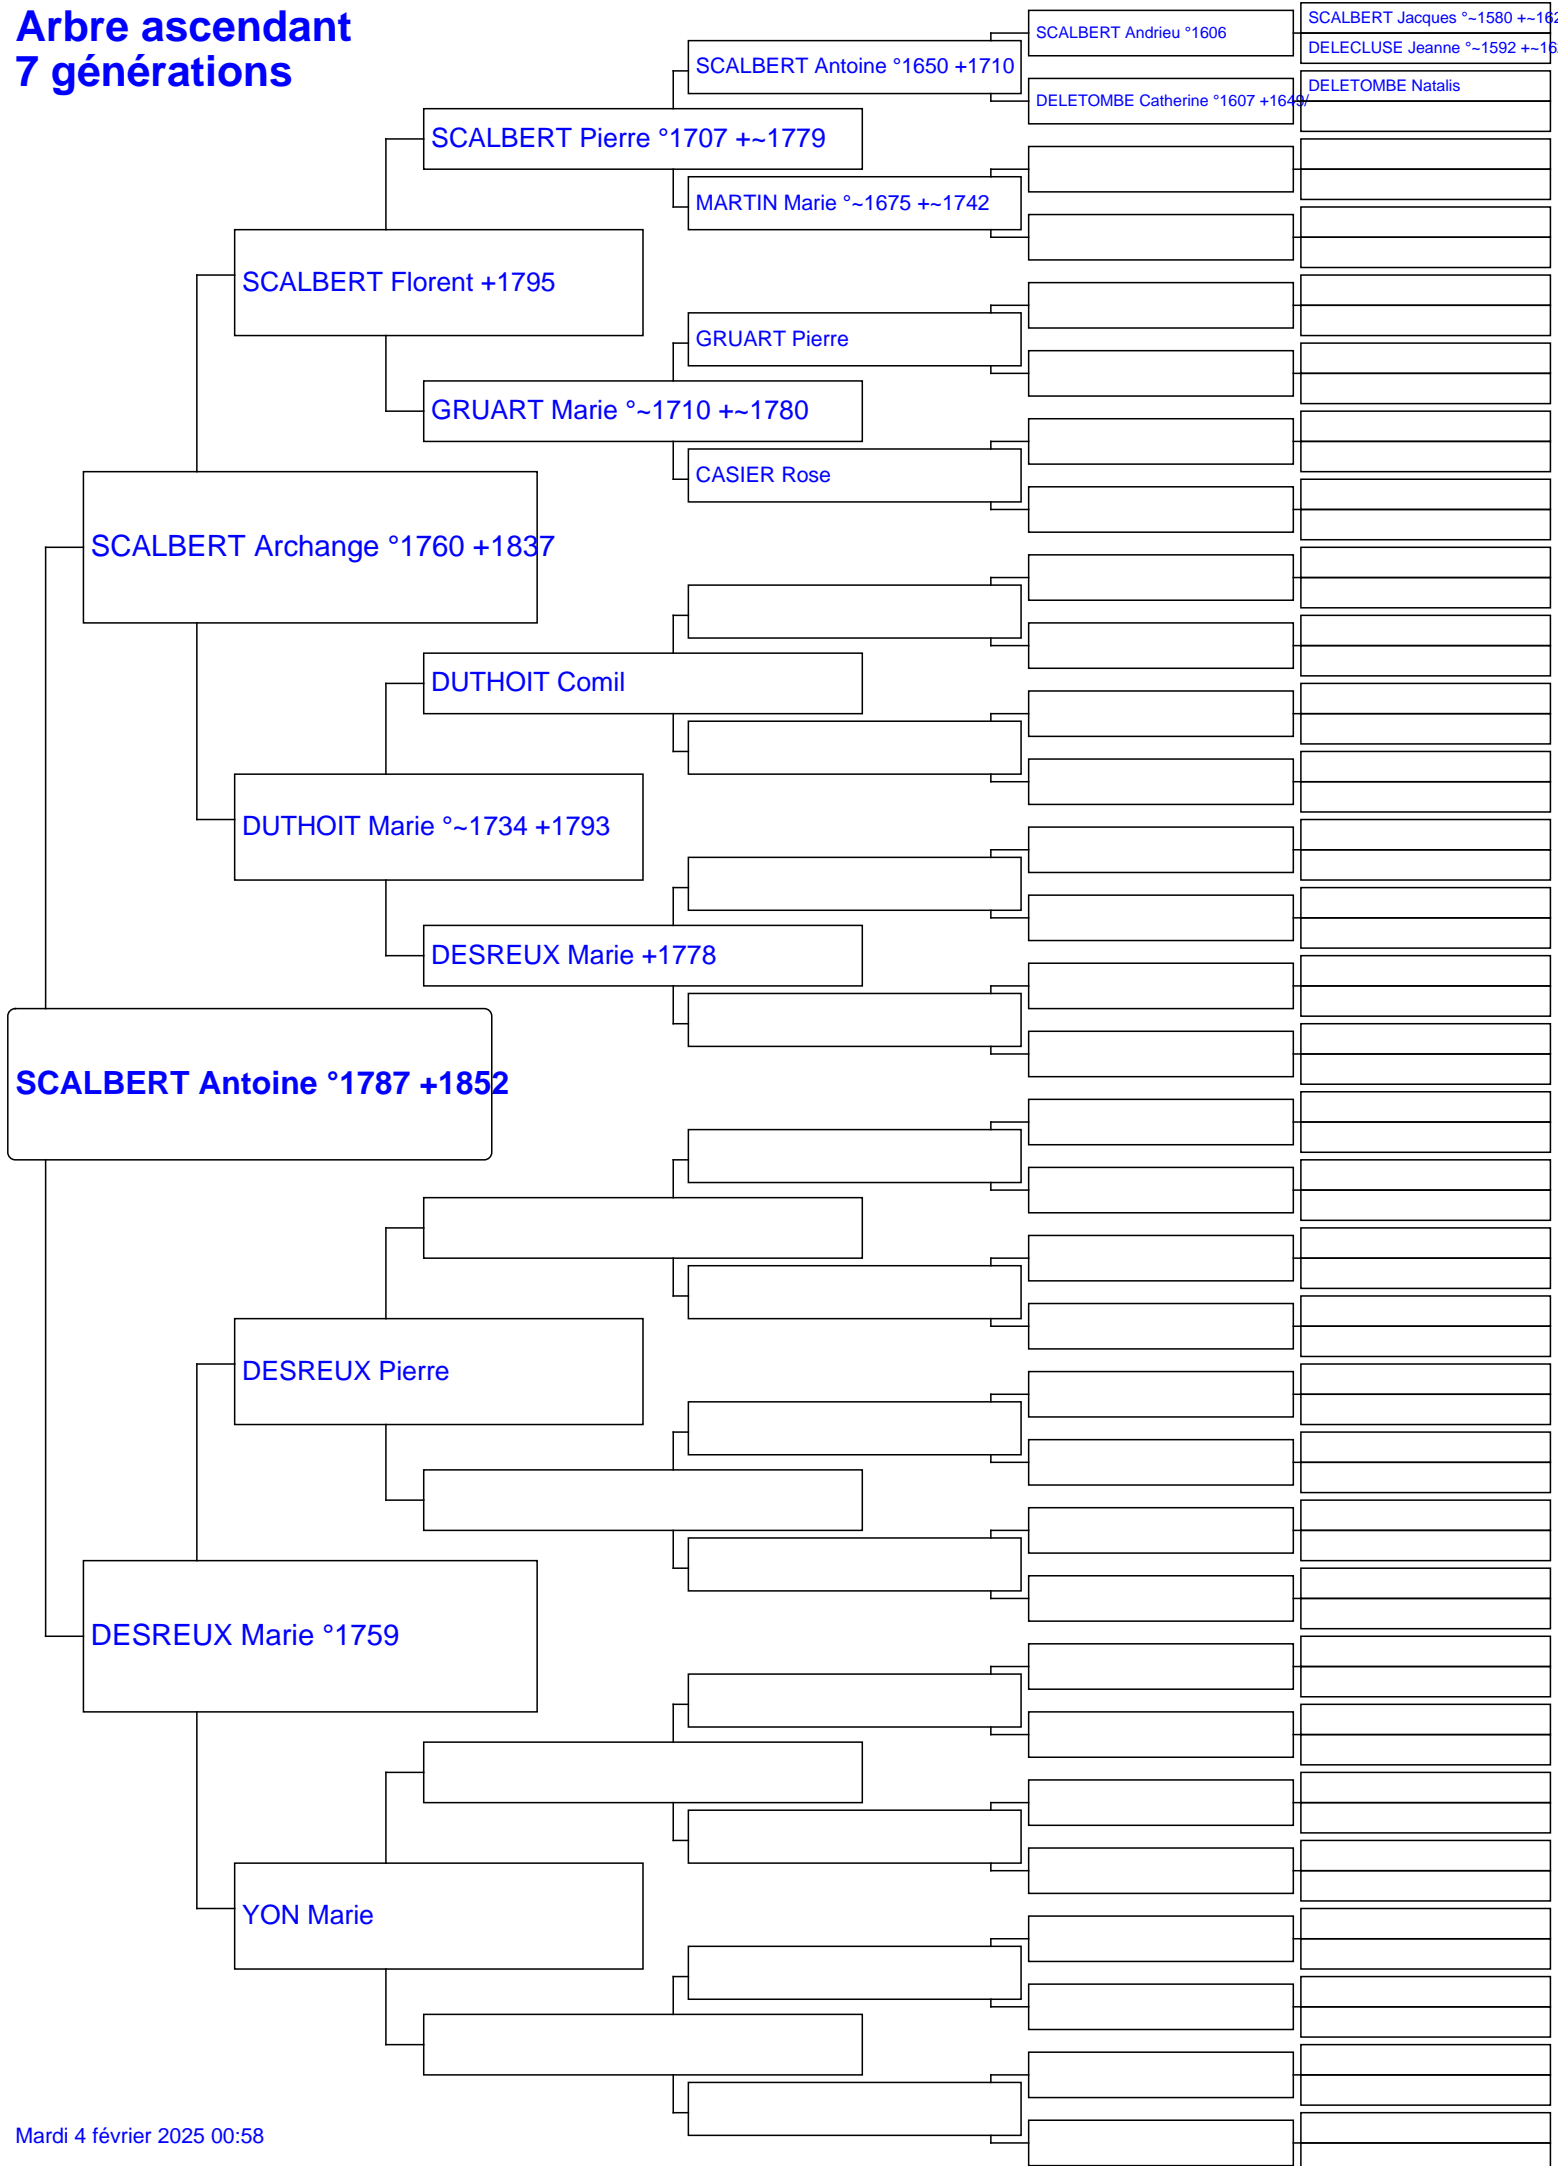 Arbre ascendant
7 générations
SCALBERT Jacques °~1580 +~162
DELECLUSE Jeanne °~1592 +~16
SCALBERT Andrieu °1606
SCALBERT Antoine °1650 +1710
DELETOMBE Natalis
DELETOMBE Catherine °1607 +1649/
SCALBERT Pierre °1707 +~1779
MARTIN Marie °~1675 +~1742
SCALBERT Florent +1795
GRUART Pierre
GRUART Marie °~1710 +~1780
CASIER Rose
SCALBERT Archange °1760 +1837
DUTHOIT Comil
DUTHOIT Marie °~1734 +1793
DESREUX Marie +1778
SCALBERT Antoine °1787 +1852
DESREUX Pierre
DESREUX Marie °1759
YON Marie
Mardi 4 février 2025 00:58